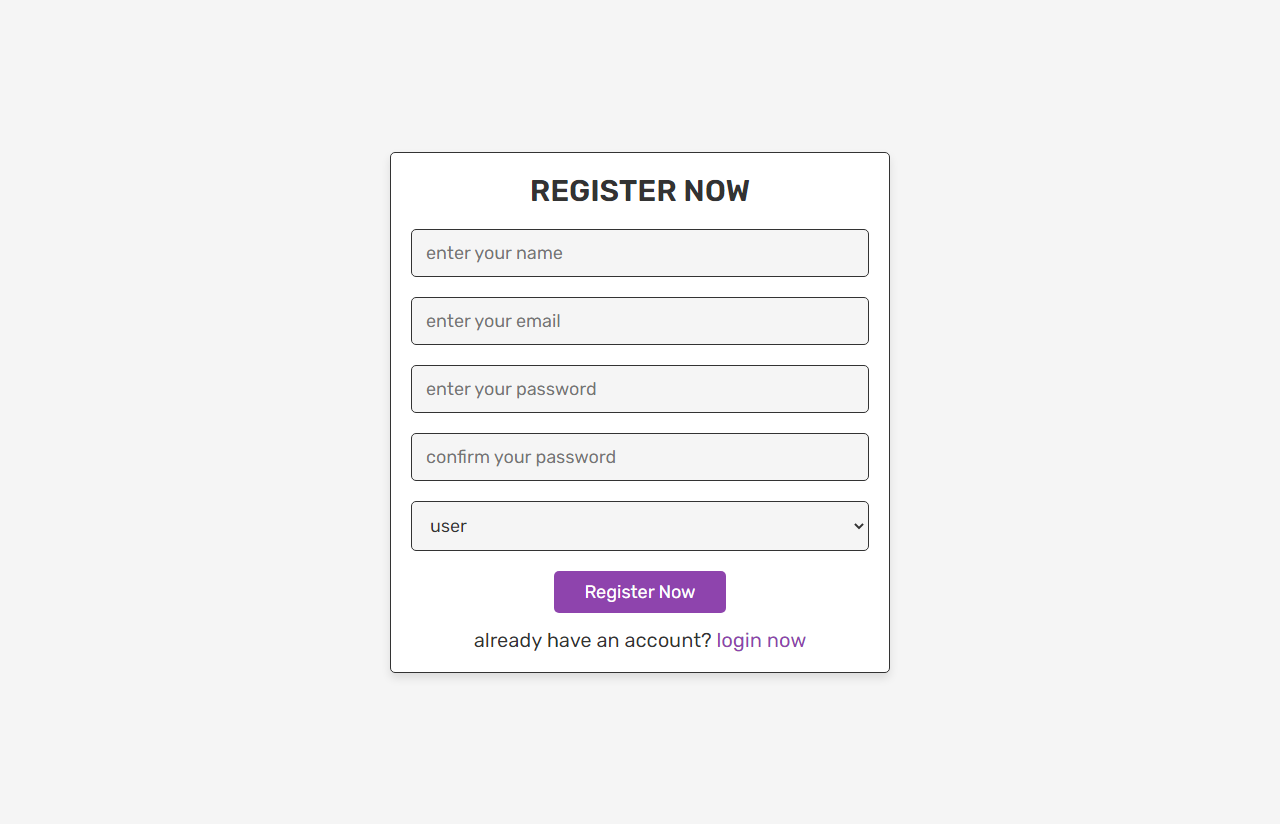 REGISTER NOW
enter your name
enter your email
enter your password
confirm your password
user
Register Now
already have an account? login now